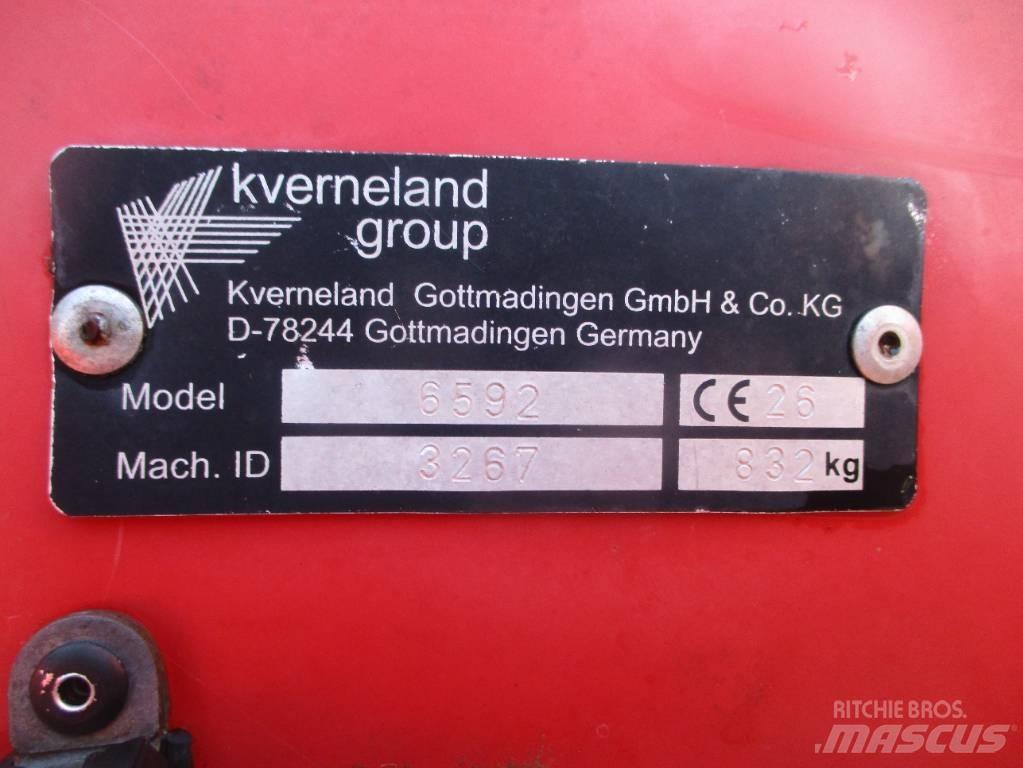 kverneland
group
Kverneland Gottmadingen GmbH & Co. KG
D-78244 Gottmadingen Germany
Model 6592 CE 26
Mach. ID 3267 832 kg
RITCHIE BROS.
MASCUS